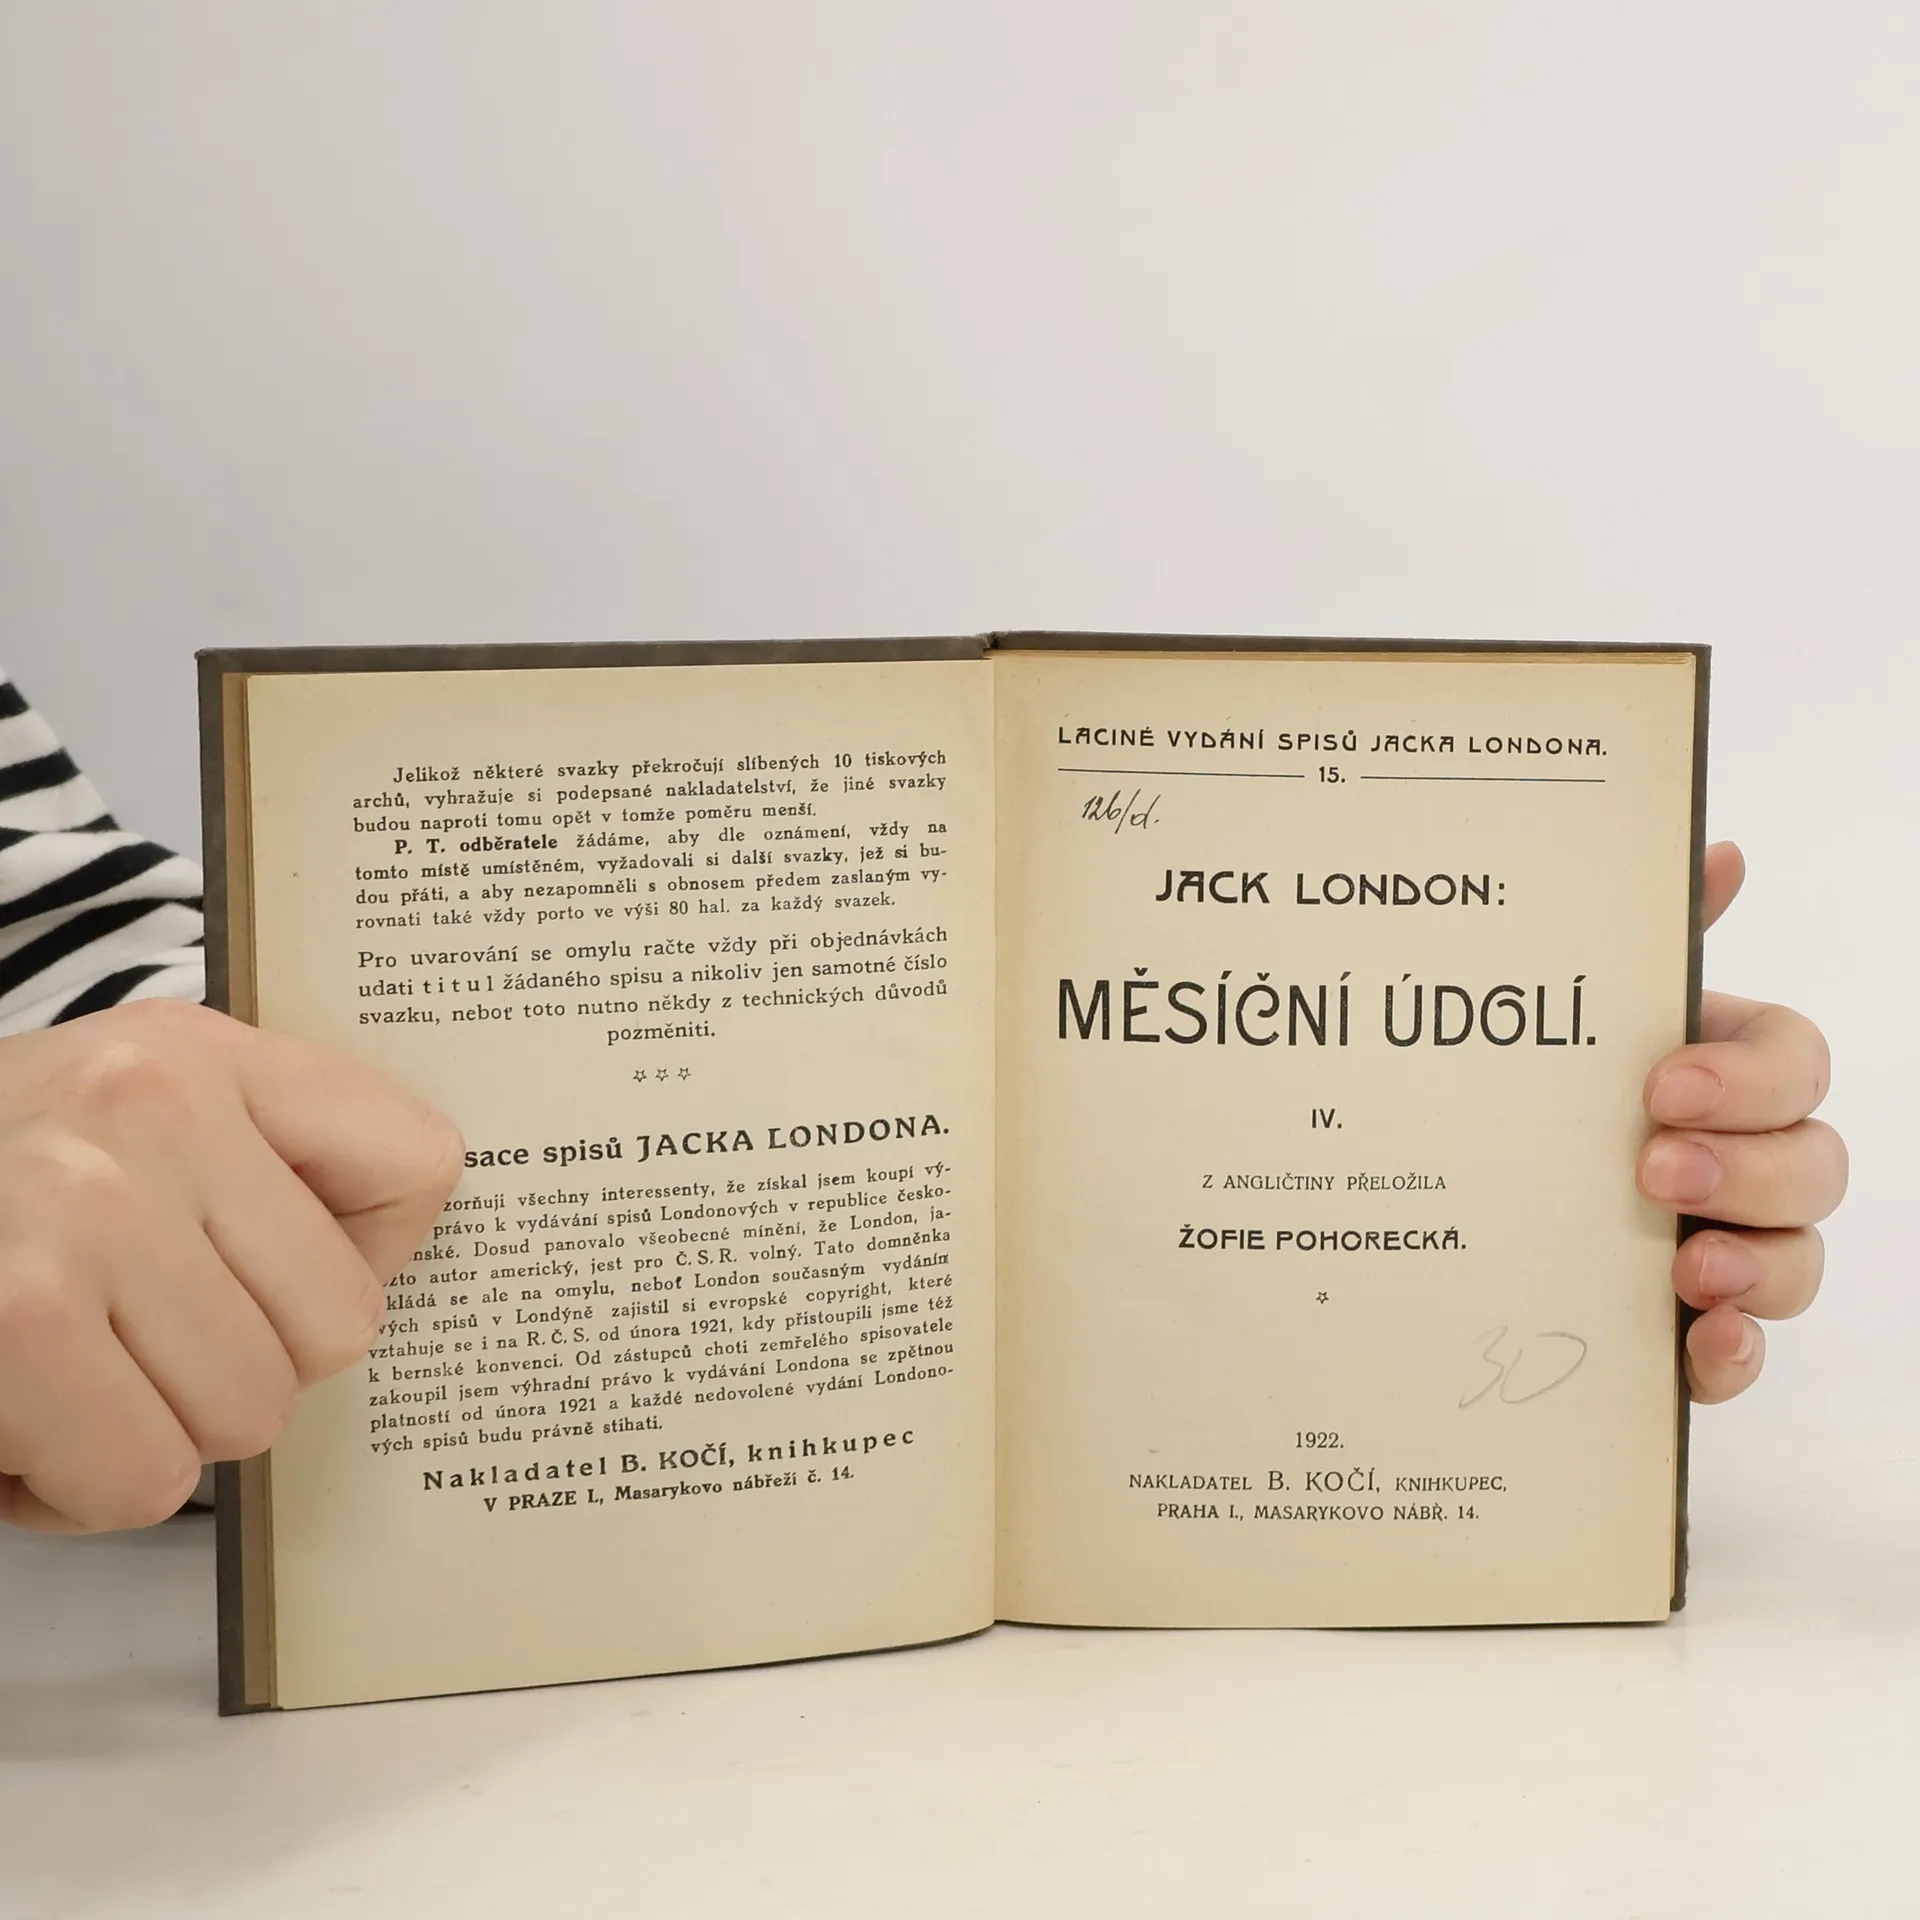 Jelikož některé svazky překročují slíbených 10 tiskových
archů, vyhražuje si podepsané nakladatelství, že jiné svazky
budou naproti tomu opět v tomže poměru menší.
P. T. odběratele žádáme, aby dle oznámení, vždy na
tomto místě umístěném, vyžadovali si další svazky, jež si bu-
dou přáti, a aby nezapomněli s obnosem předem zaslaným vy-
rovnati také vždy porto ve výši 80 hal. za každý svazek.
Pro uvarování se omylu račte vždy při objednávkách
udati titul žádaného spisu a nikoliv jen samotné číslo
svazku, neboť toto nutno někdy z technických důvodů
pozměniti.
sace spisů JACKA LONDONA.
zorňuji všechny interessenty, že získal jsem koupí vý-
právo k vydávání spisů Londonových v republice česko-
nské. Dosud panovalo všeobecné mínění, že London, ja-
žto autor americký, jest pro Č. S. R. volný. Tato domněnka
kládá se ale na omylu, neboť London současným vydáním
vých spisů v Londýně zajistil si evropské copyright, které
vztahuje se i na R. Č. S. od února 1921, kdy přistoupili jsme též
k bernské konvenci. Od zástupců choti zemřelého spisovatele
zakoupil jsem výhradní právo k vydávání Londona se zpětnou
platností od února 1921 a každé nedovolené vydání Londono-
vých spisů budu právně stihati.
Nakladatel B. KOČÍ, knihkupec
V PRAZE I., Masarykovo nábřeží č. 14.
LACINÉ VYDÁNÍ SPISŮ JACKA LONDONA.
15.
126/d.
JACK LONDON:
MĚSÍČNÍ ÚDOLÍ.
IV.
Z ANGLIČTINY PŘELOŽILA
ŽOFIE POHORECKÁ.
30
1922.
NAKLADATEL B. KOČÍ, KNIHKUPEC,
PRAHA I., MASARYKOVO NÁBŘ. 14.